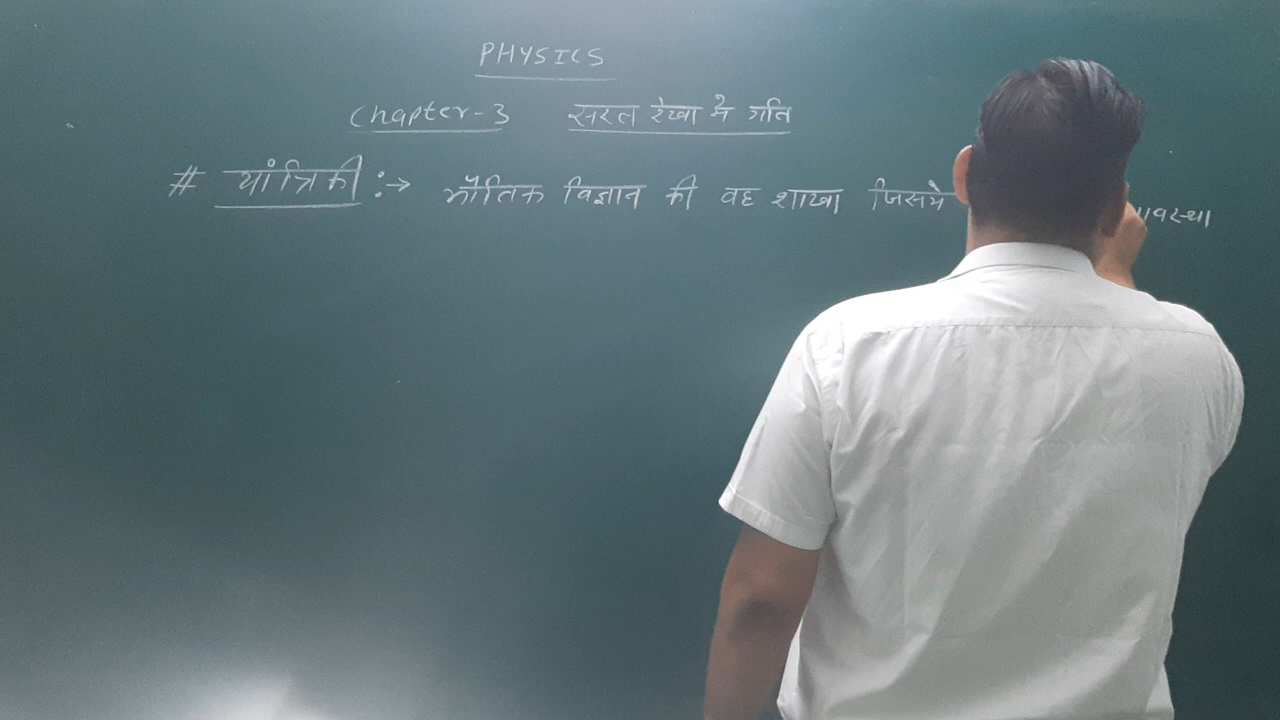 PHYSICS
Chapter-3 सरल रेखा मे गति
# यांत्रिकी :→ भौतिक विज्ञान की वह शाखा जिसमे